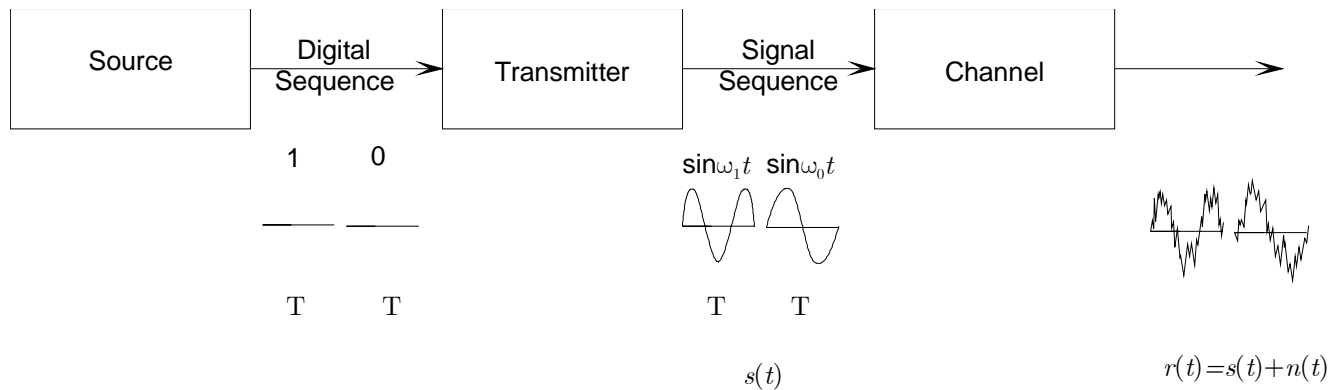 Source
Digital
Sequence
Transmitter
Signal
Sequence
Channel
1 0
sinω₁t sinω₀t
T T
T T
s(t)
r(t)=s(t)+n(t)